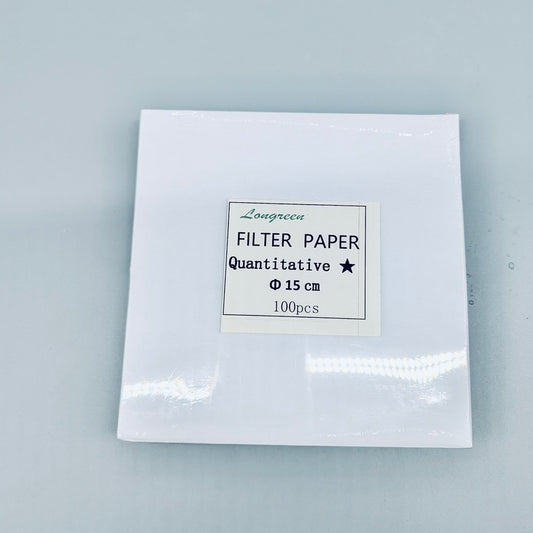 Longreen
FILTER PAPER
Quantitative ★
Φ 15 cm
100pcs